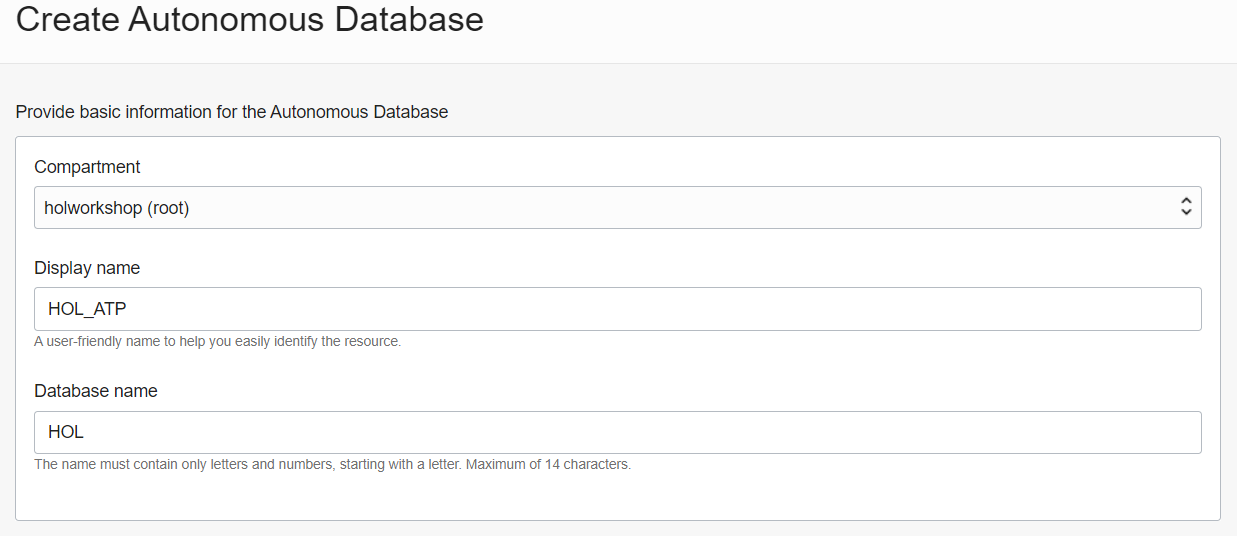 Create Autonomous Database
Provide basic information for the Autonomous Database
Compartment
holworkshop (root)
Display name
HOL_ATP
A user-friendly name to help you easily identify the resource.
Database name
HOL
The name must contain only letters and numbers, starting with a letter. Maximum of 14 characters.